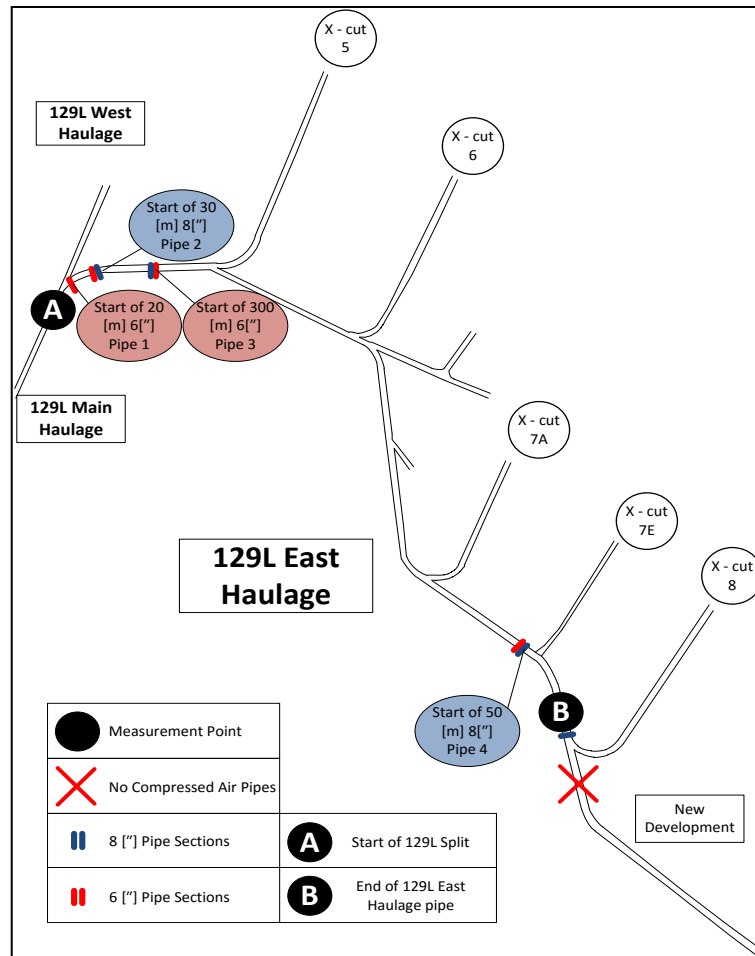 X - cut
5
129L West
Haulage
X - cut
6
Start of 30
[m] 8["]
Pipe 2
A
Start of 20
[m] 6["]
Pipe 1
Start of 300
[m] 6["]
Pipe 3
129L Main
Haulage
X - cut
7A
X - cut
7E
129L East
Haulage
X - cut
8
Start of 50
[m] 8["]
Pipe 4
B
Measurement Point
No Compressed Air Pipes
New
Development
8 ["] Pipe Sections
A
Start of 129L Split
6 ["] Pipe Sections
B
End of 129L East
Haulage pipe